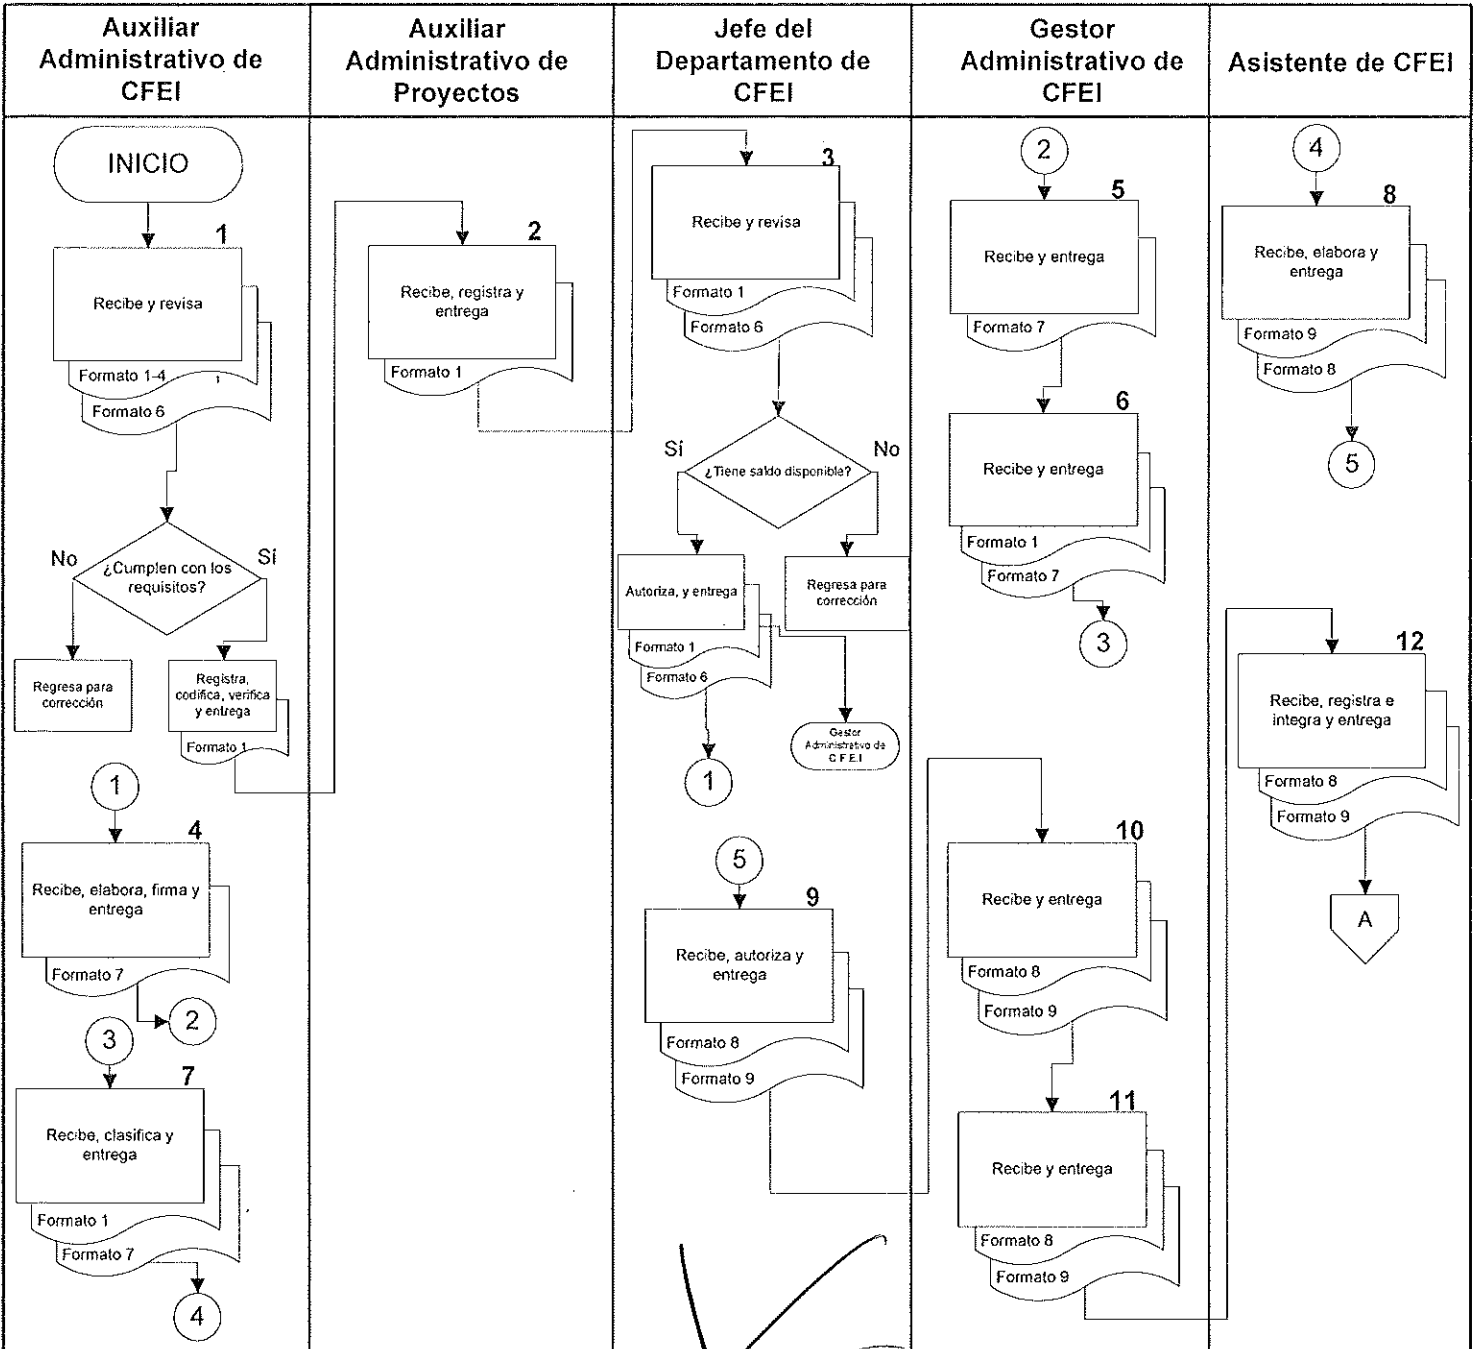 Auxiliar
Administrativo de
CFEI
Auxiliar
Administrativo de
Proyectos
Jefe del
Departamento de
CFEI
Gestor
Administrativo de
CFEI
Asistente de CFEI
INICIO
1
Recibe y revisa
Formato 1-4
Formato 6
¿Cumplen con los
requisitos?
No
Sí
Regresa para
corrección
Registra,
codifica, verifica
y entrega
Formato 1
1
4
Recibe, elabora, firma y
entrega
Formato 7
2
3
7
Recibe, clasifica y
entrega
Formato 1
Formato 7
4
2
Recibe, registra y
entrega
Formato 1
3
Recibe y revisa
Formato 1
Formato 6
Sí
No
¿Tiene saldo disponible?
Autoriza, y entrega
Formato 1
Formato 6
Regresa para
corrección
Gestor
Administrativo de
C F E I
1
5
9
Recibe, autoriza y
entrega
Formato 8
Formato 9
2
5
Recibe y entrega
Formato 7
6
Recibe y entrega
Formato 1
Formato 7
3
10
Recibe y entrega
Formato 8
Formato 9
11
Recibe y entrega
Formato 8
Formato 9
4
8
Recibe, elabora y
entrega
Formato 9
Formato 8
5
12
Recibe, registra e
integra y entrega
Formato 8
Formato 9
A